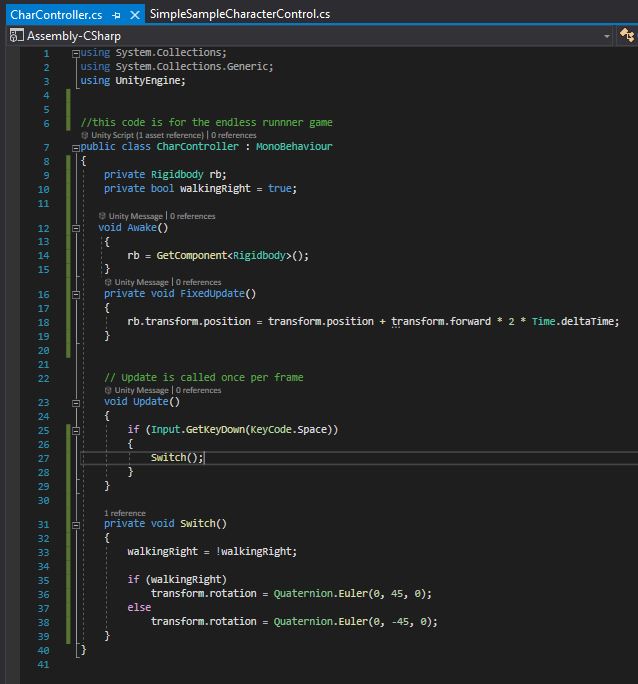 CharController.cs SimpleSampleCharacterControl.cs
Assembly-CSharp
1 using System.Collections;
2 using System.Collections.Generic;
3 using UnityEngine;
4
5
6 //this code is for the endless runnner game
Unity Script (1 asset reference) | 0 references
7 public class CharController : MonoBehaviour
8 {
9 private Rigidbody rb;
10 private bool walkingRight = true;
11
Unity Message | 0 references
12 void Awake()
13 {
14 rb = GetComponent<Rigidbody>();
15 }
Unity Message | 0 references
16 private void FixedUpdate()
17 {
18 rb.transform.position = transform.position + transform.forward * 2 * Time.deltaTime;
19 }
20
21
22 // Update is called once per frame
Unity Message | 0 references
23 void Update()
24 {
25 if (Input.GetKeyDown(KeyCode.Space))
26 {
27 Switch();
28 }
29 }
30
1 reference
31 private void Switch()
32 {
33 walkingRight = !walkingRight;
34
35 if (walkingRight)
36 transform.rotation = Quaternion.Euler(0, 45, 0);
37 else
38 transform.rotation = Quaternion.Euler(0, -45, 0);
39 }
40 }
41